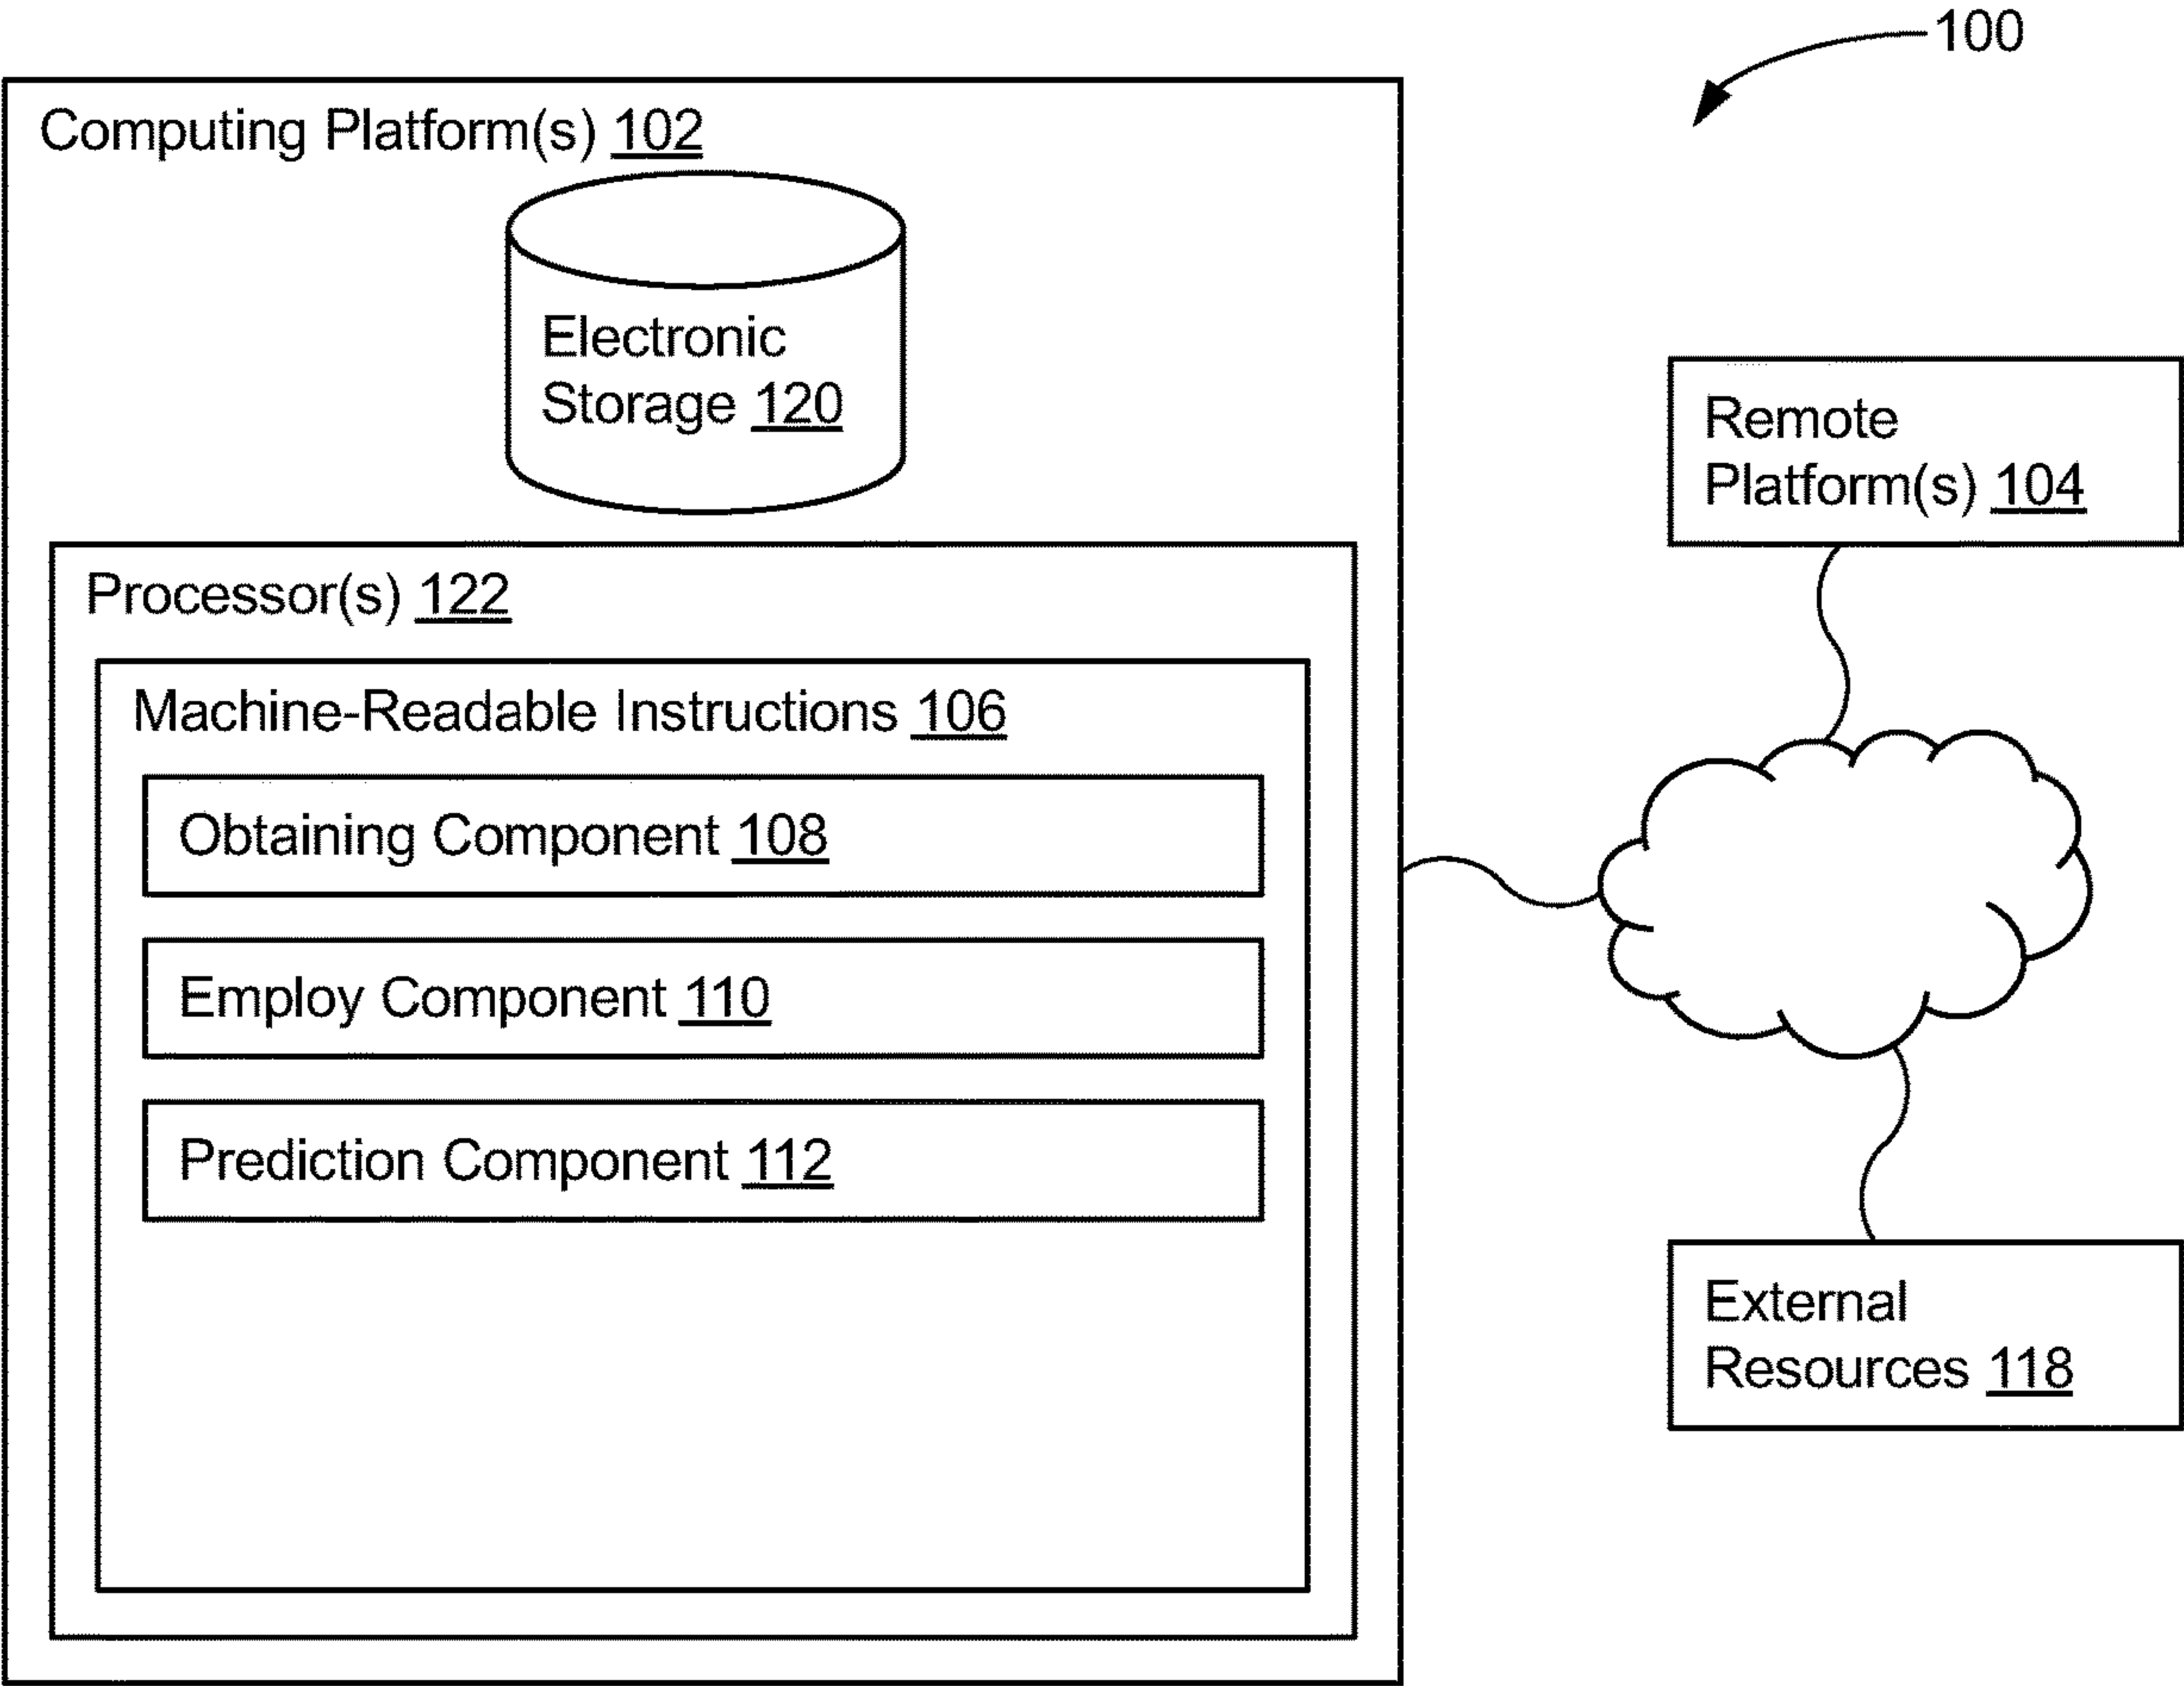 100
Computing Platform(s) 102
Electronic
Storage 120
Remote
Platform(s) 104
Processor(s) 122
Machine-Readable Instructions 106
Obtaining Component 108
Employ Component 110
Prediction Component 112
External
Resources 118